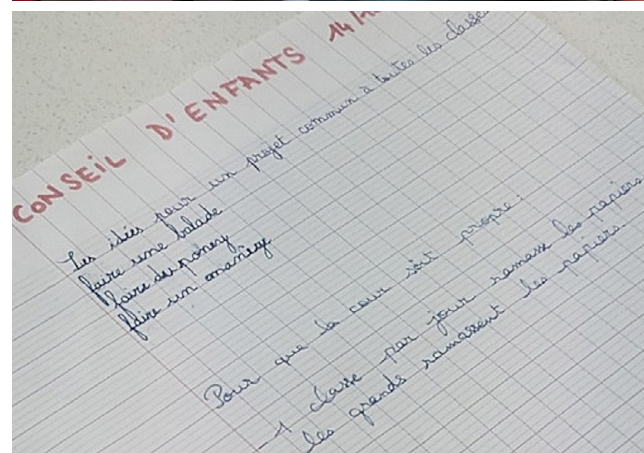 CONSEIL D'ENFANTS 14/1
Les idées pour un projet commun à toutes les classe
faire une balade
faire du poney
faire un manège
Pour que la cour soit propre:
-1 classe par jour ramasse les papiers
les grands ramassent les papiers.